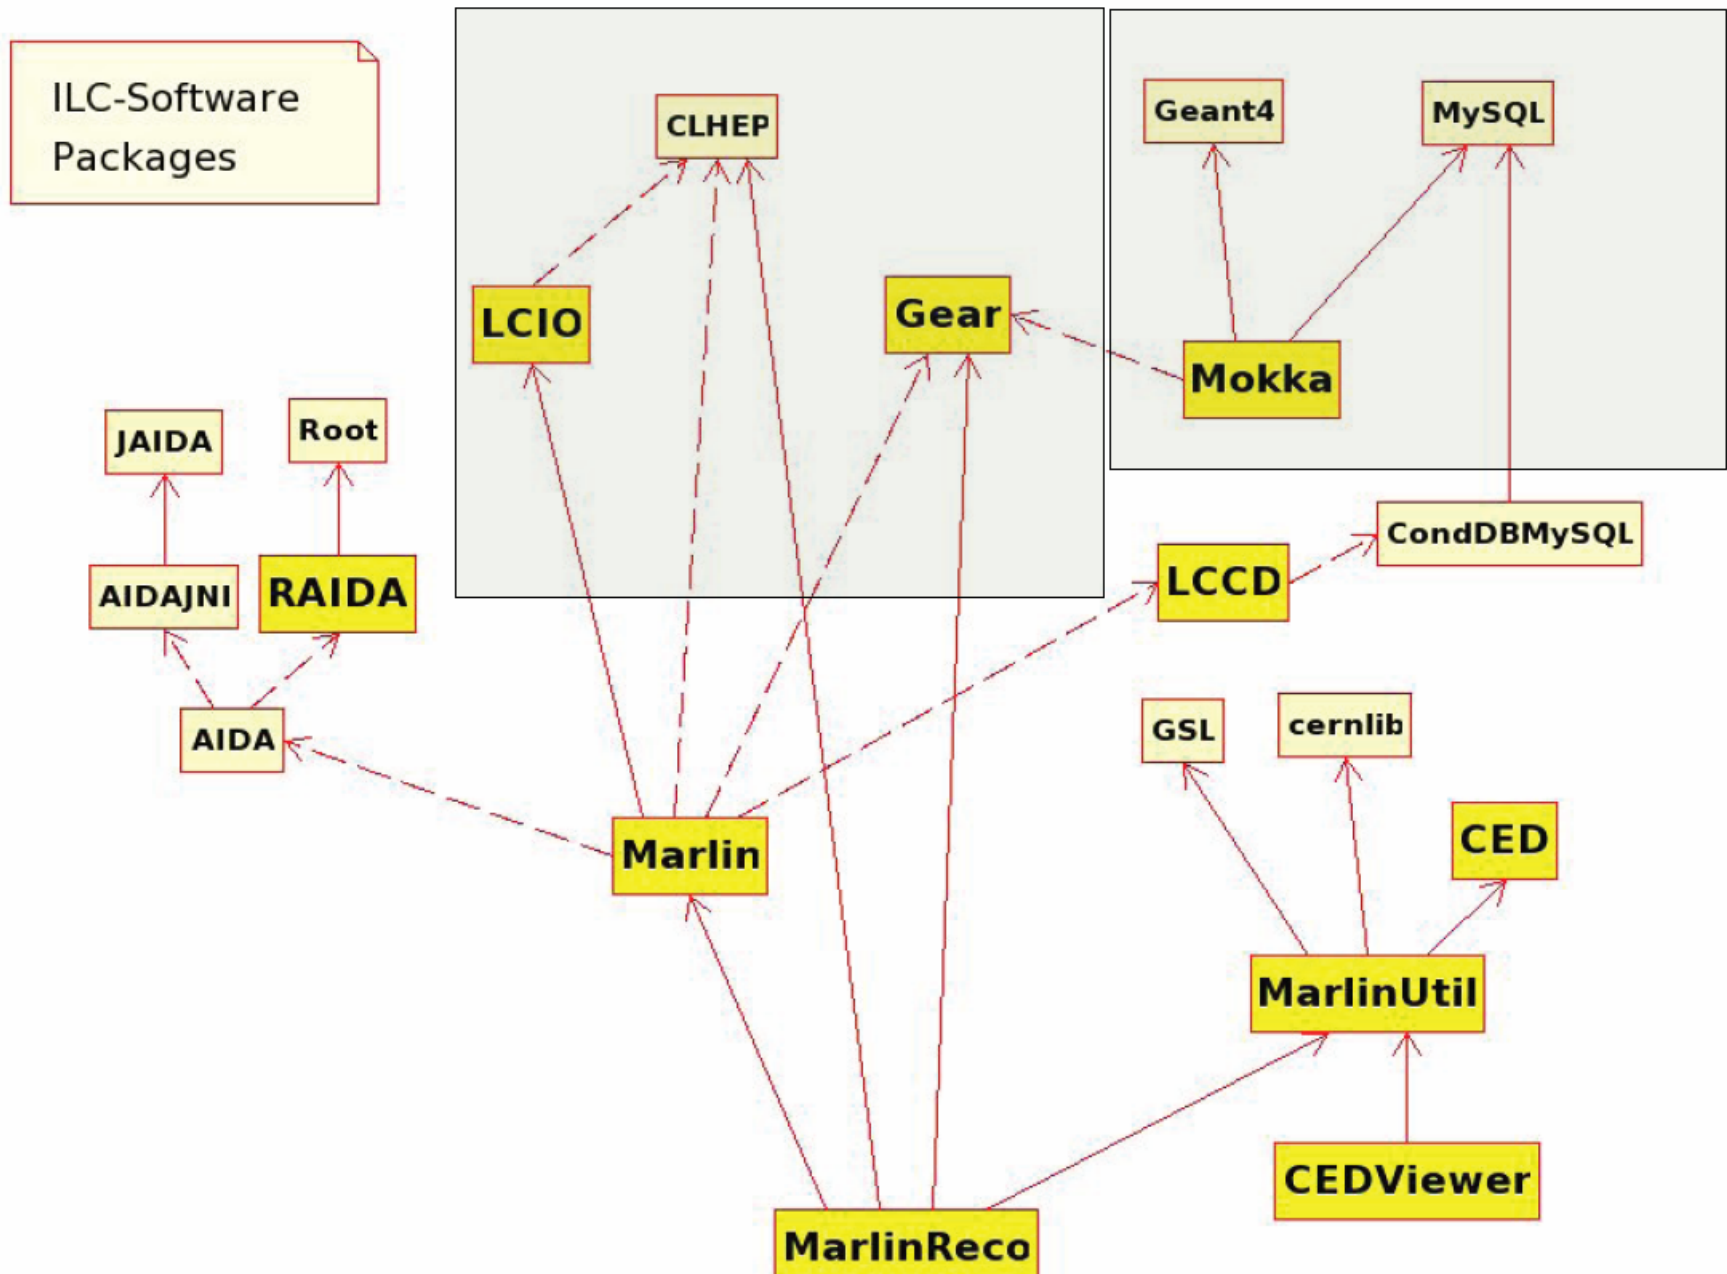 ILC-Software
Packages
CLHEP
Geant4
MySQL
LCIO
Gear
Mokka
JAIDA
Root
CondDBMySQL
AIDAJNI
RAIDA
LCCD
AIDA
GSL
cernlib
Marlin
CED
MarlinUtil
CEDViewer
MarlinReco